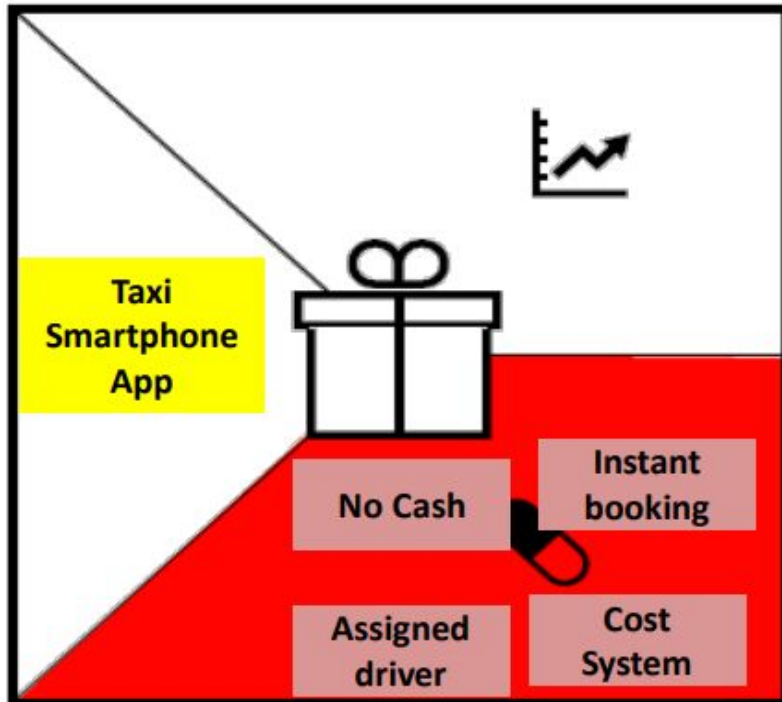 Taxi
Smartphone
App
No Cash
Instant
booking
Assigned
driver
Cost
System